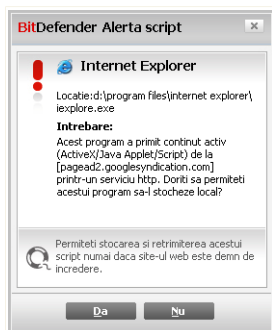 BitDefender Alerta script
Internet Explorer
Locatie:d:\program files\internet explorer\
iexplore.exe
Intrebare:
Acest program a primit continut activ
(ActiveX/Java Applet/Script) de la
[pagead2.googlesyndication.com]
printr-un serviciu http. Doriti sa permiteti
acestui program sa-l stocheze local?
Permiteti stocarea si retrimiterea acestui
script numai daca site-ul web este demn de
incredere.
Da
Nu